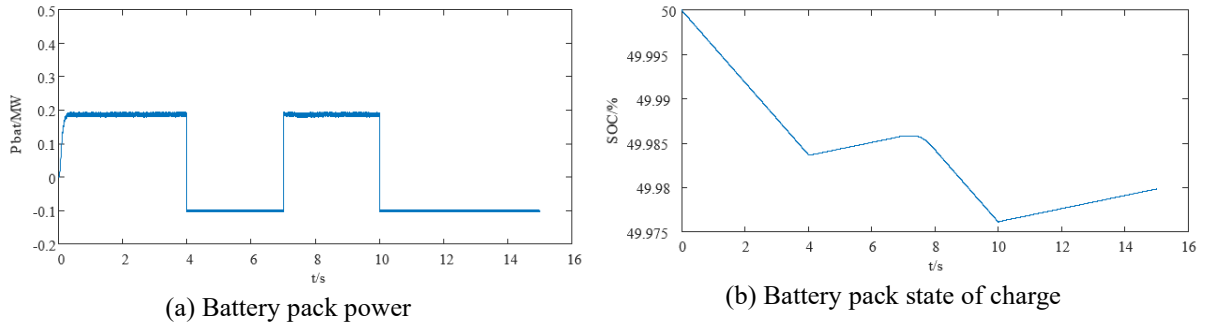 0.5
0.4
0.3
0.2
0.1
0
-0.1
-0.2
Pbat/MW
0 2 4 6 8 10 12 14 16
t/s
(a) Battery pack power
50
49.995
49.99
49.985
49.98
49.975
SOC/%
0 2 4 6 8 10 12 14 16
t/s
(b) Battery pack state of charge